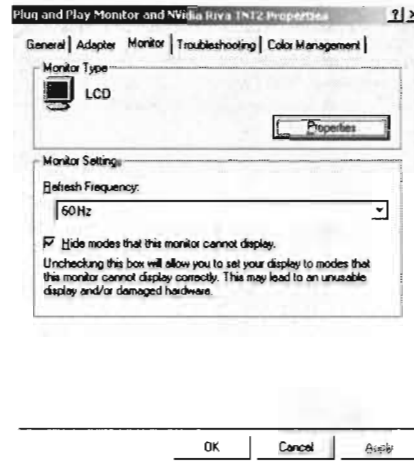 Plug and Play Monitor and NVidia Riva TNT2 Properties ? X
General Adapter Monitor Troubleshooting Color Management
Monitor Type
LCD
Properties
Monitor Settings
Refresh Frequency:
60 Hz
Hide modes that this monitor cannot display.
Unchecking this box will allow you to set your display to modes that
this monitor cannot display correctly. This may lead to an unusable
display and/or damaged hardware.
OK Cancel Apply